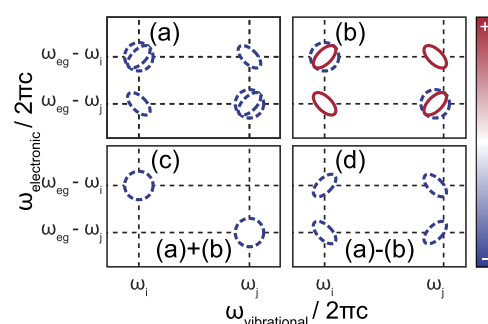 (a) (b) +
ω_eg - ω_i
ω_eg - ω_j
ω_electronic / 2πc
(c) (d)
ω_eg - ω_i
ω_eg - ω_j
(a)+(b) (a)-(b) −
ω_i ω_j ω_i ω_j
ω_vibrational / 2πc